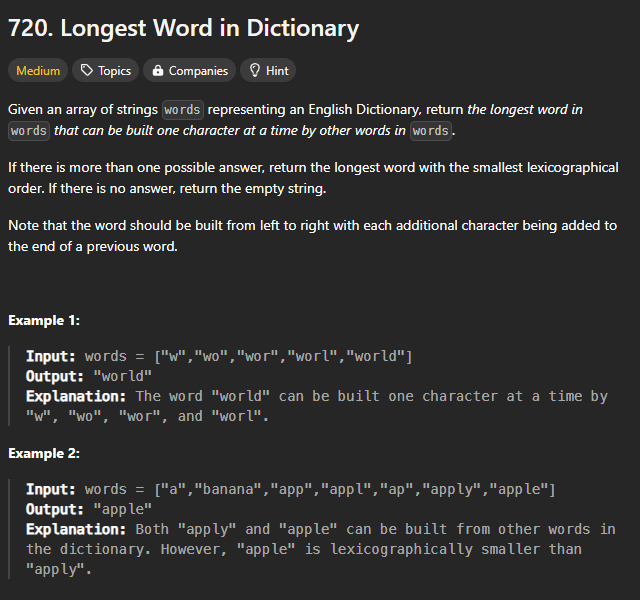 720. Longest Word in Dictionary
Medium Topics Companies Hint
Given an array of strings words representing an English Dictionary, return the longest word in
words that can be built one character at a time by other words in words.
If there is more than one possible answer, return the longest word with the smallest lexicographical
order. If there is no answer, return the empty string.
Note that the word should be built from left to right with each additional character being added to
the end of a previous word.
Example 1:
Input: words = ["w","wo","wor","worl","world"]
Output: "world"
Explanation: The word "world" can be built one character at a time by
"w", "wo", "wor", and "worl".
Example 2:
Input: words = ["a","banana","app","appl","ap","apply","apple"]
Output: "apple"
Explanation: Both "apply" and "apple" can be built from other words in
the dictionary. However, "apple" is lexicographically smaller than
"apply".